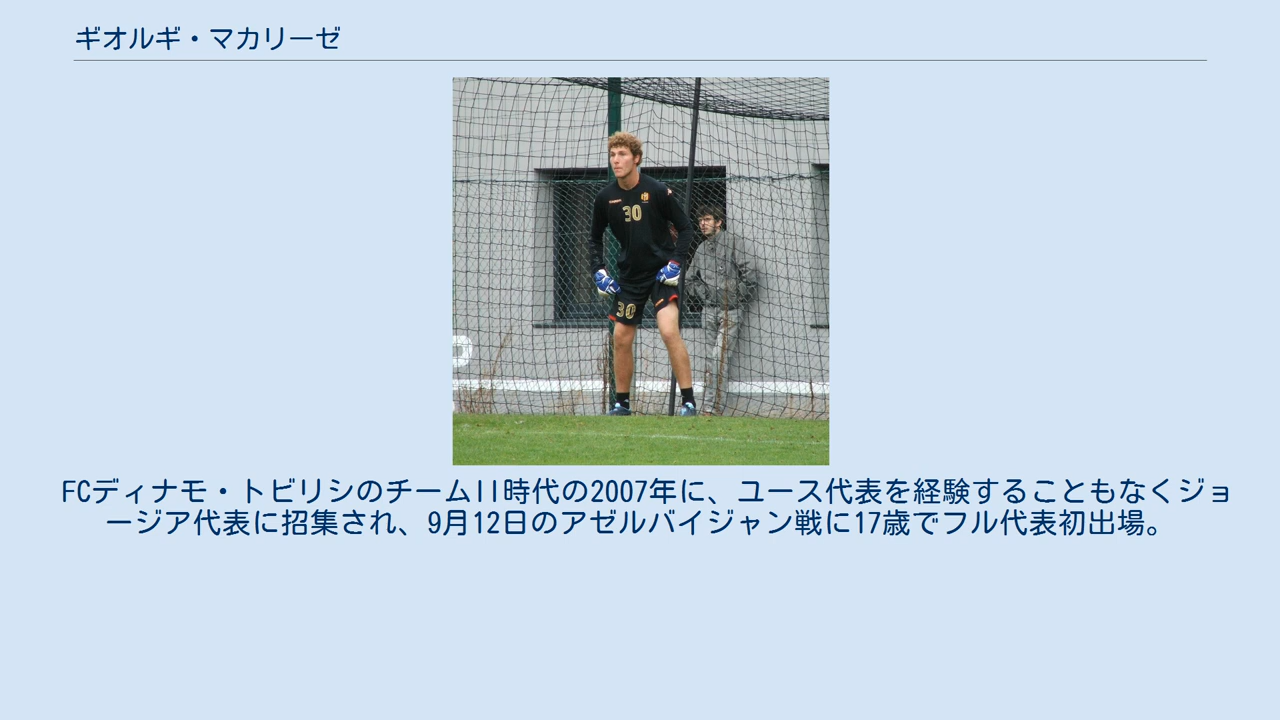 ギオルギ・マカリーゼ
30
30
FCディナモ・トビリシのチームII時代の2007年に、ユース代表を経験することもなくジョ
ージア代表に招集され、9月12日のアゼルバイジャン戦に17歳でフル代表初出場。